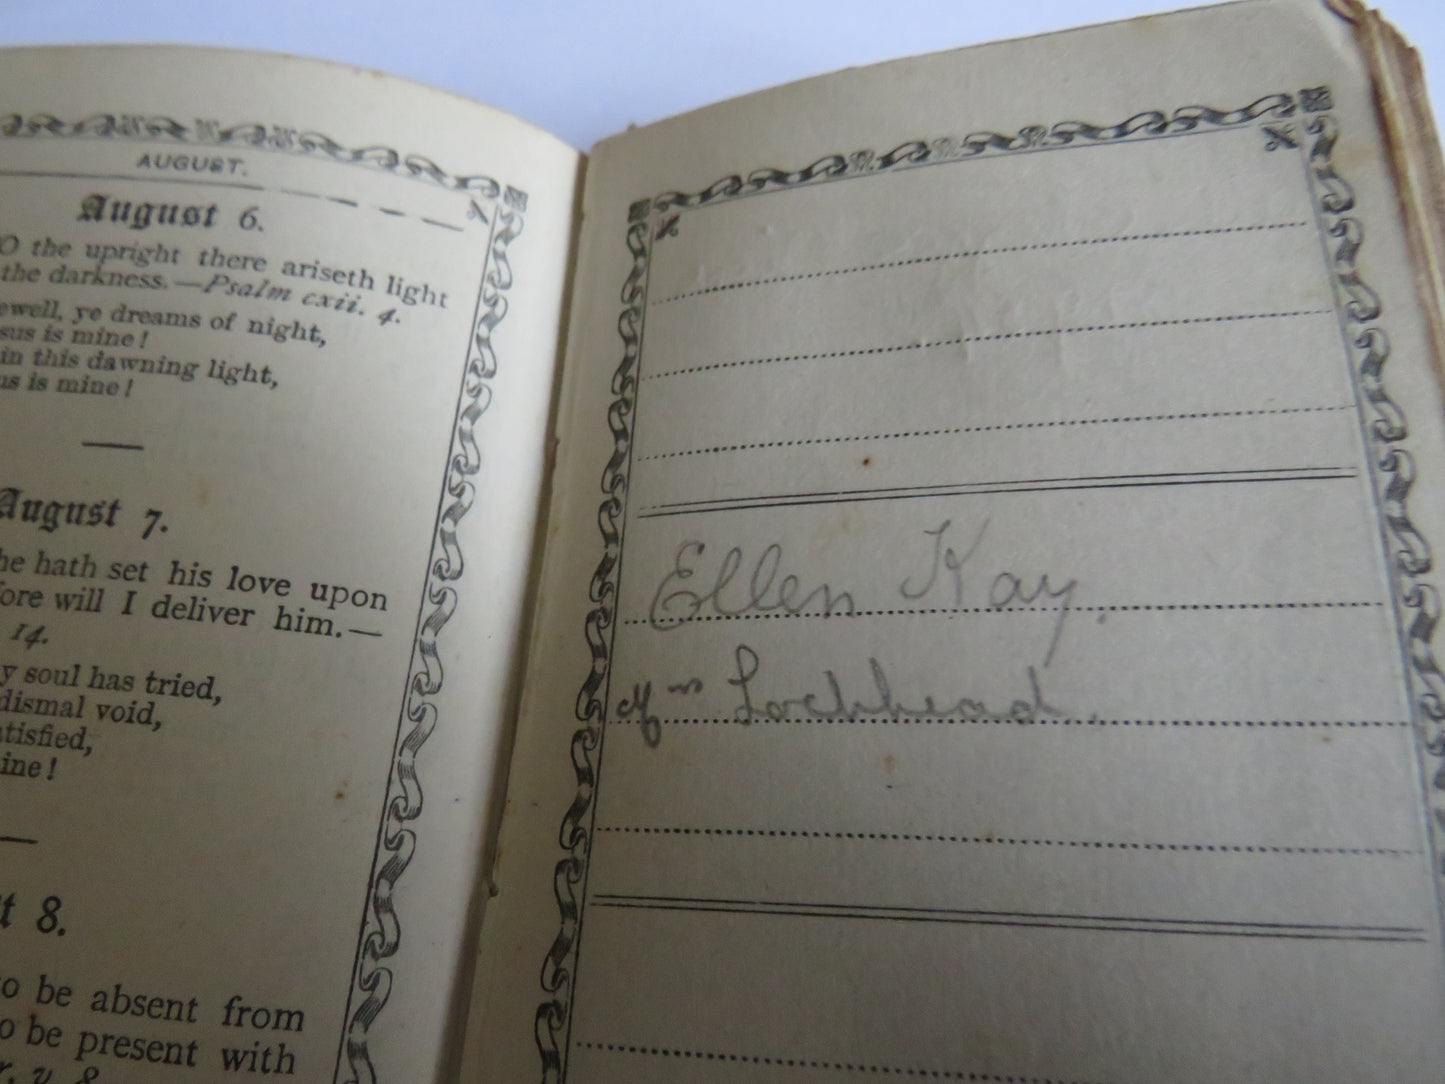 AUGUST.
August 6.
O the upright there ariseth light
the darkness.—Psalm cxii. 4.
ewell, ye dreams of night,
sus is mine!
in this dawning light,
us is mine!
August 7.
he hath set his love upon
fore will I deliver him.—
14.
y soul has tried,
dismal void,
tisfied,
ine!
t 8.
o be absent from
o be present with
r. v. 8
Ellen Kay.
Lochhead.